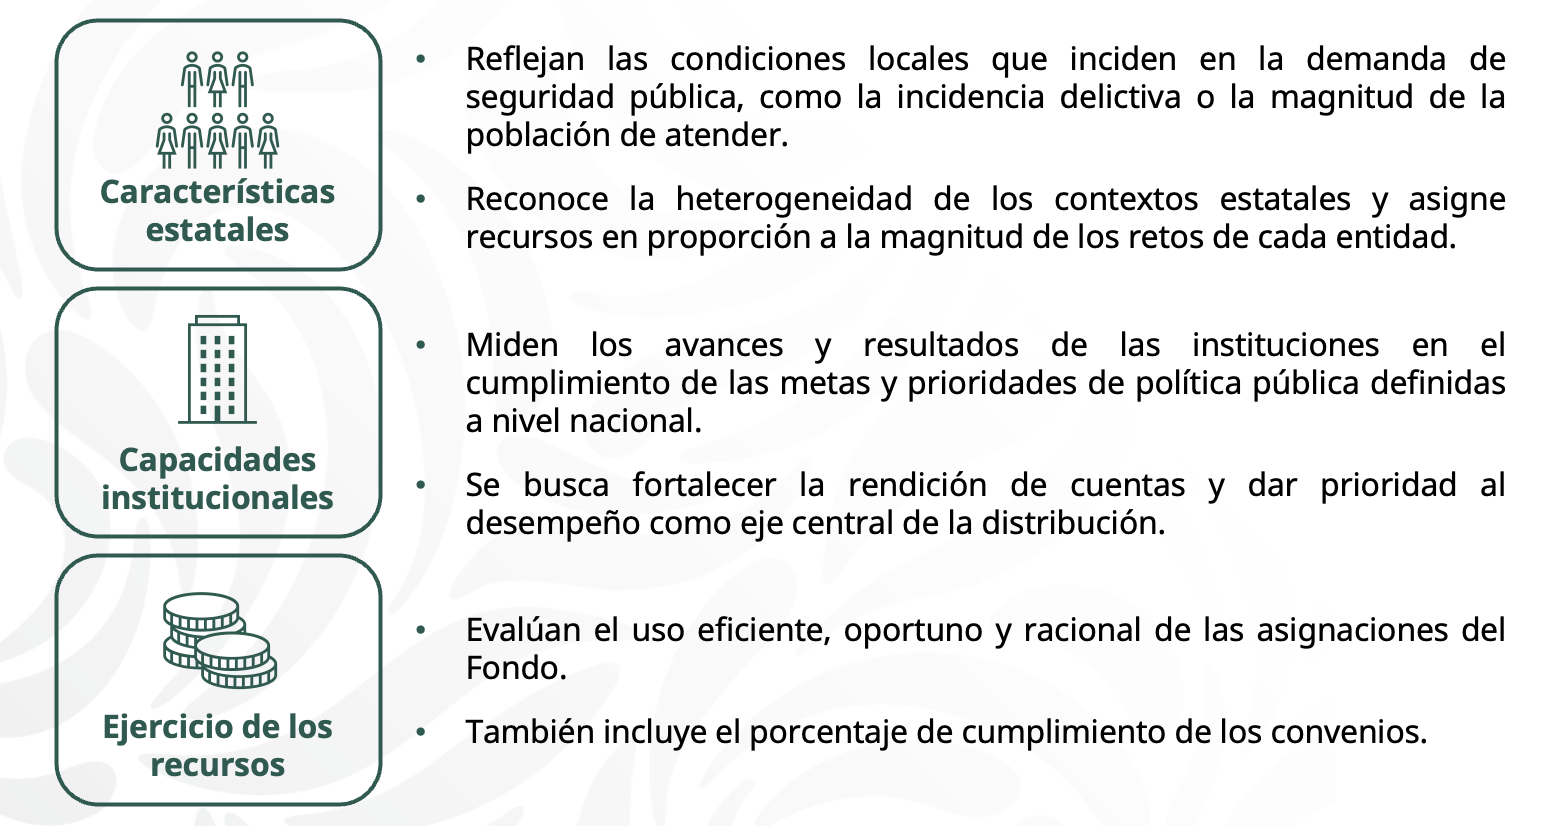 Características
estatales
• Reflejan las condiciones locales que inciden en la demanda de
seguridad pública, como la incidencia delictiva o la magnitud de la
población de atender.
• Reconoce la heterogeneidad de los contextos estatales y asigne
recursos en proporción a la magnitud de los retos de cada entidad.
Capacidades
institucionales
• Miden los avances y resultados de las instituciones en el
cumplimiento de las metas y prioridades de política pública definidas
a nivel nacional.
• Se busca fortalecer la rendición de cuentas y dar prioridad al
desempeño como eje central de la distribución.
Ejercicio de los
recursos
• Evalúan el uso eficiente, oportuno y racional de las asignaciones del
Fondo.
• También incluye el porcentaje de cumplimiento de los convenios.